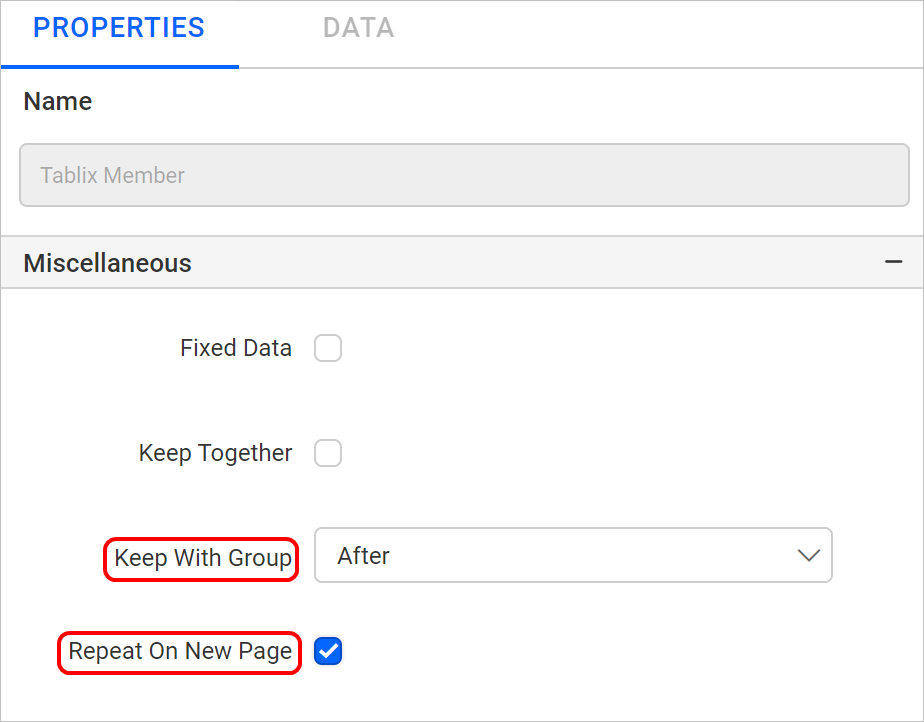 PROPERTIES DATA
Name
Tablix Member
Miscellaneous
Fixed Data
Keep Together
Keep With Group After
Repeat On New Page